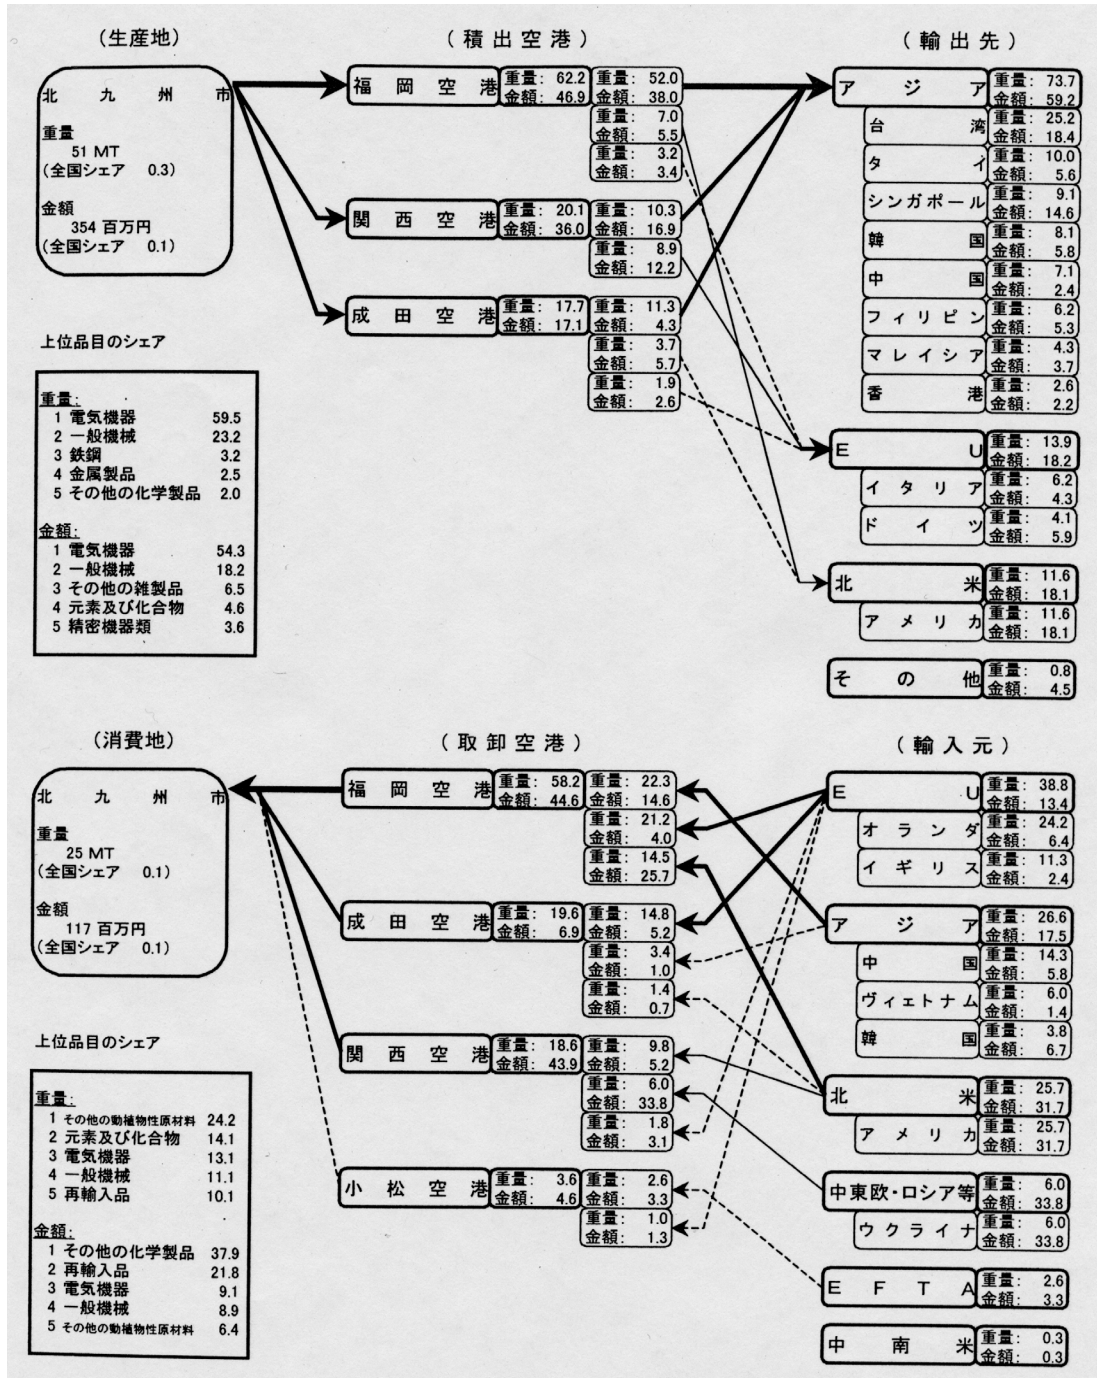 (生産地)
(積出空港)
(輸出先)
北九州市
重量
51 MT
(全国シェア 0.3)
金額
354 百万円
(全国シェア 0.1)
福岡空港 重量: 62.2 重量: 52.0
金額: 46.9 金額: 38.0
重量: 7.0
金額: 5.5
重量: 3.2
金額: 3.4
関西空港 重量: 20.1 重量: 10.3
金額: 36.0 金額: 16.9
重量: 8.9
金額: 12.2
成田空港 重量: 17.7 重量: 11.3
金額: 17.1 金額: 4.3
重量: 3.7
金額: 5.7
重量: 1.9
金額: 2.6
アジア 重量: 73.7
金額: 59.2
台湾 重量: 25.2
金額: 18.4
タイ 重量: 10.0
金額: 5.6
シンガポール 重量: 9.1
金額: 14.6
韓国 重量: 8.1
金額: 5.8
中国 重量: 7.1
金額: 2.4
フィリピン 重量: 6.2
金額: 5.3
マレイシア 重量: 4.3
金額: 3.7
香港 重量: 2.6
金額: 2.2
EU 重量: 13.9
金額: 18.2
イタリア 重量: 6.2
金額: 4.3
ドイツ 重量: 4.1
金額: 5.9
北米 重量: 11.6
金額: 18.1
アメリカ 重量: 11.6
金額: 18.1
その他 重量: 0.8
金額: 4.5
上位品目のシェア
重量:
1 電気機器 59.5
2 一般機械 23.2
3 鉄鋼 3.2
4 金属製品 2.5
5 その他の化学製品 2.0
金額:
1 電気機器 54.3
2 一般機械 18.2
3 その他の雑製品 6.5
4 元素及び化合物 4.6
5 精密機器類 3.6
(消費地)
(取卸空港)
(輸入元)
北九州市
重量
25 MT
(全国シェア 0.1)
金額
117 百万円
(全国シェア 0.1)
福岡空港 重量: 58.2 重量: 22.3
金額: 44.6 金額: 14.6
重量: 21.2
金額: 4.0
重量: 14.5
金額: 25.7
成田空港 重量: 19.6 重量: 14.8
金額: 6.9 金額: 5.2
重量: 3.4
金額: 1.0
重量: 1.4
金額: 0.7
関西空港 重量: 18.6 重量: 9.8
金額: 43.9 金額: 5.2
重量: 6.0
金額: 33.8
重量: 1.8
金額: 3.1
小松空港 重量: 3.6 重量: 2.6
金額: 4.6 金額: 3.3
重量: 1.0
金額: 1.3
EU 重量: 38.8
金額: 13.4
オランダ 重量: 24.2
金額: 6.4
イギリス 重量: 11.3
金額: 2.4
アジア 重量: 26.6
金額: 17.5
中国 重量: 14.3
金額: 5.8
ヴィェトナム 重量: 6.0
金額: 1.4
韓国 重量: 3.8
金額: 6.7
北米 重量: 25.7
金額: 31.7
アメリカ 重量: 25.7
金額: 31.7
中東欧・ロシア等 重量: 6.0
金額: 33.8
ウクライナ 重量: 6.0
金額: 33.8
EFTA 重量: 2.6
金額: 3.3
中南米 重量: 0.3
金額: 0.3
上位品目のシェア
重量:
1 その他の動植物性原材料 24.2
2 元素及び化合物 14.1
3 電気機器 13.1
4 一般機械 11.1
5 再輸入品 10.1
金額:
1 その他の化学製品 37.9
2 再輸入品 21.8
3 電気機器 9.1
4 一般機械 8.9
5 その他の動植物性原材料 6.4